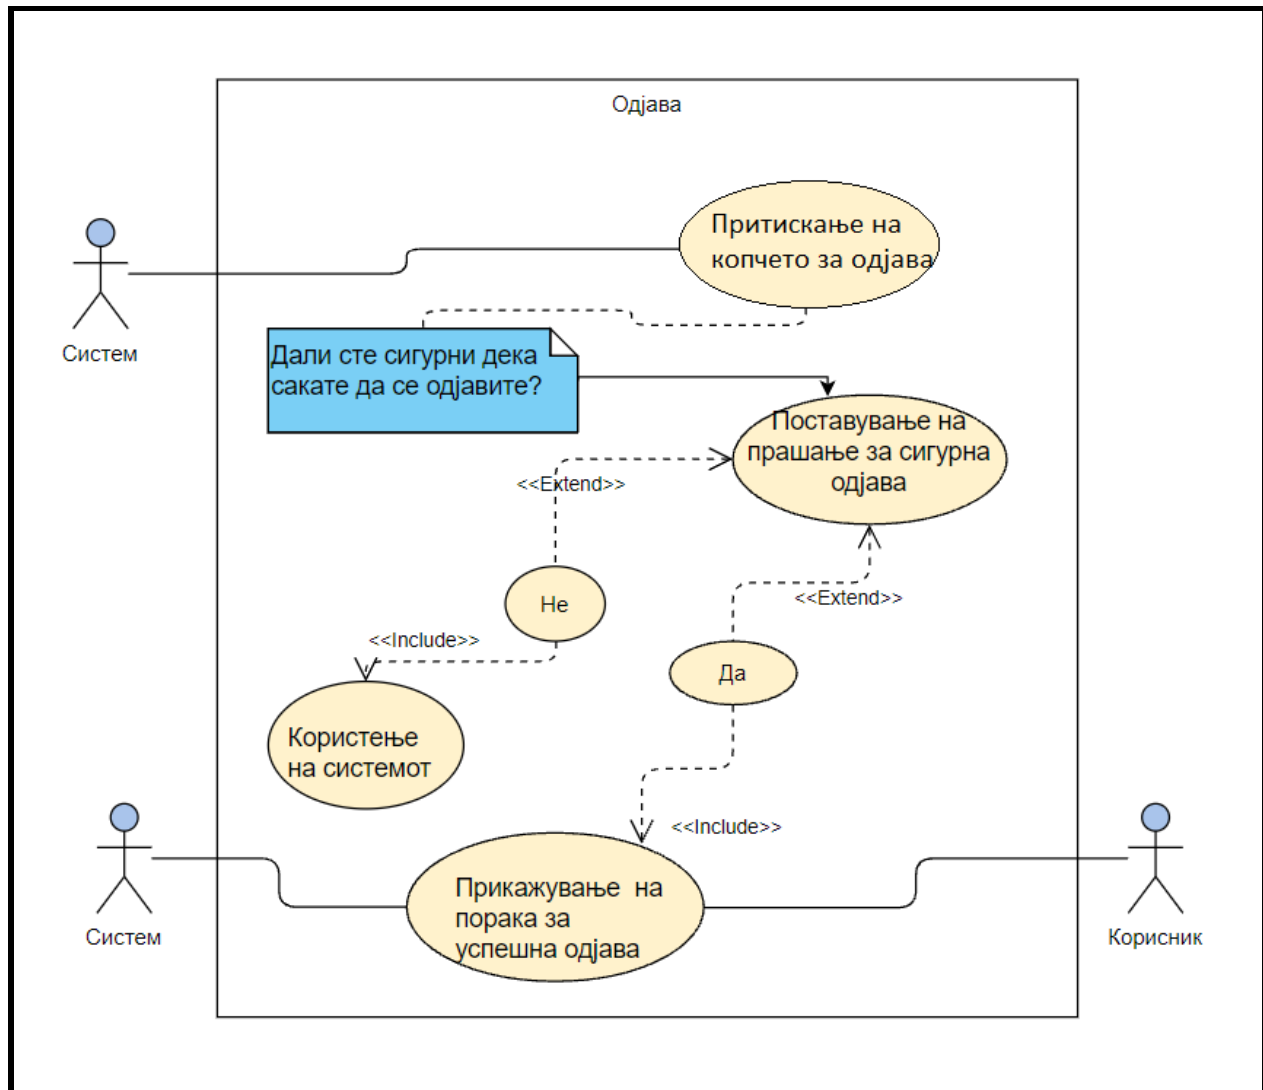 Одјава
Притискање на
копчето за одјава
Систем
Дали сте сигурни дека
сакате да се одјавите?
Поставување на
прашање за сигурна
одјава
<<Extend>>
Не
<<Extend>>
<<Include>>
Да
Користење
на системот
<<Include>>
Прикажување на
порака за
успешна одјава
Систем
Корисник